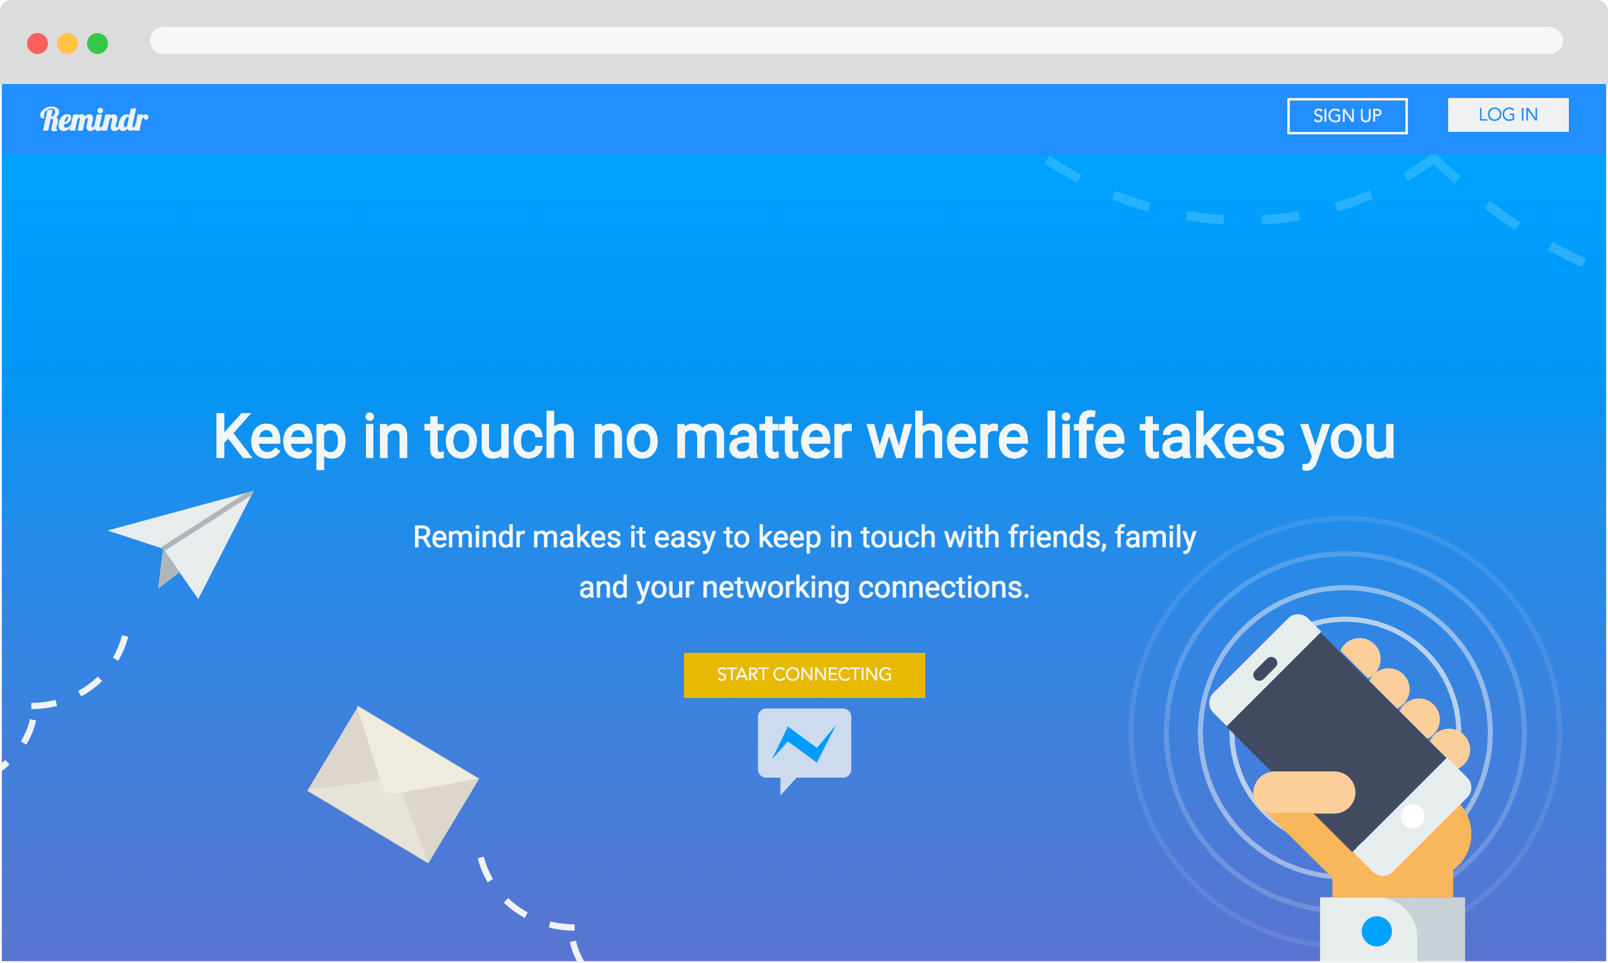 Remindr
SIGN UP
LOG IN
Keep in touch no matter where life takes you
Remindr makes it easy to keep in touch with friends, family
and your networking connections.
START CONNECTING